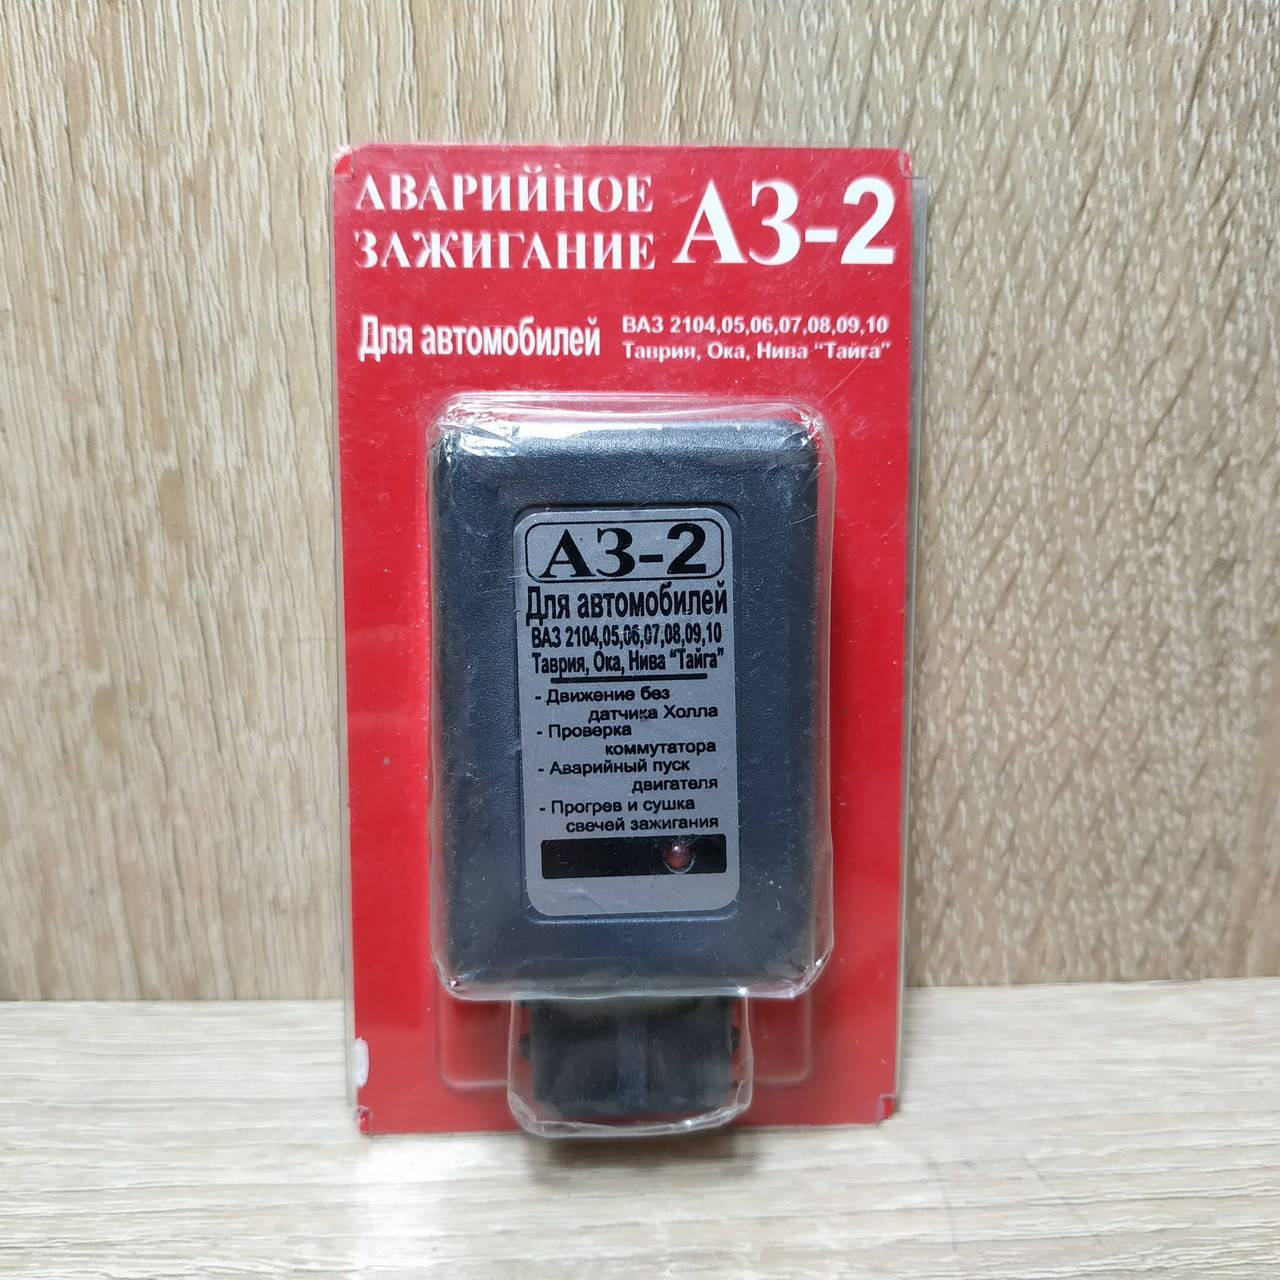 АВАРИЙНОЕ
ЗАЖИГАНИЕ
АЗ-2
Для автомобилей
ВАЗ 2104,05,06,07,08,09,10
Таврия, Ока, Нива “Тайга”
АЗ-2
Для автомобилей
ВАЗ 2104,05,06,07,08,09,10
Таврия, Ока, Нива “Тайга”
- Движение без
датчика Холла
- Проверка
коммутатора
- Аварийный пуск
двигателя
- Прогрев и сушка
свечей зажигания